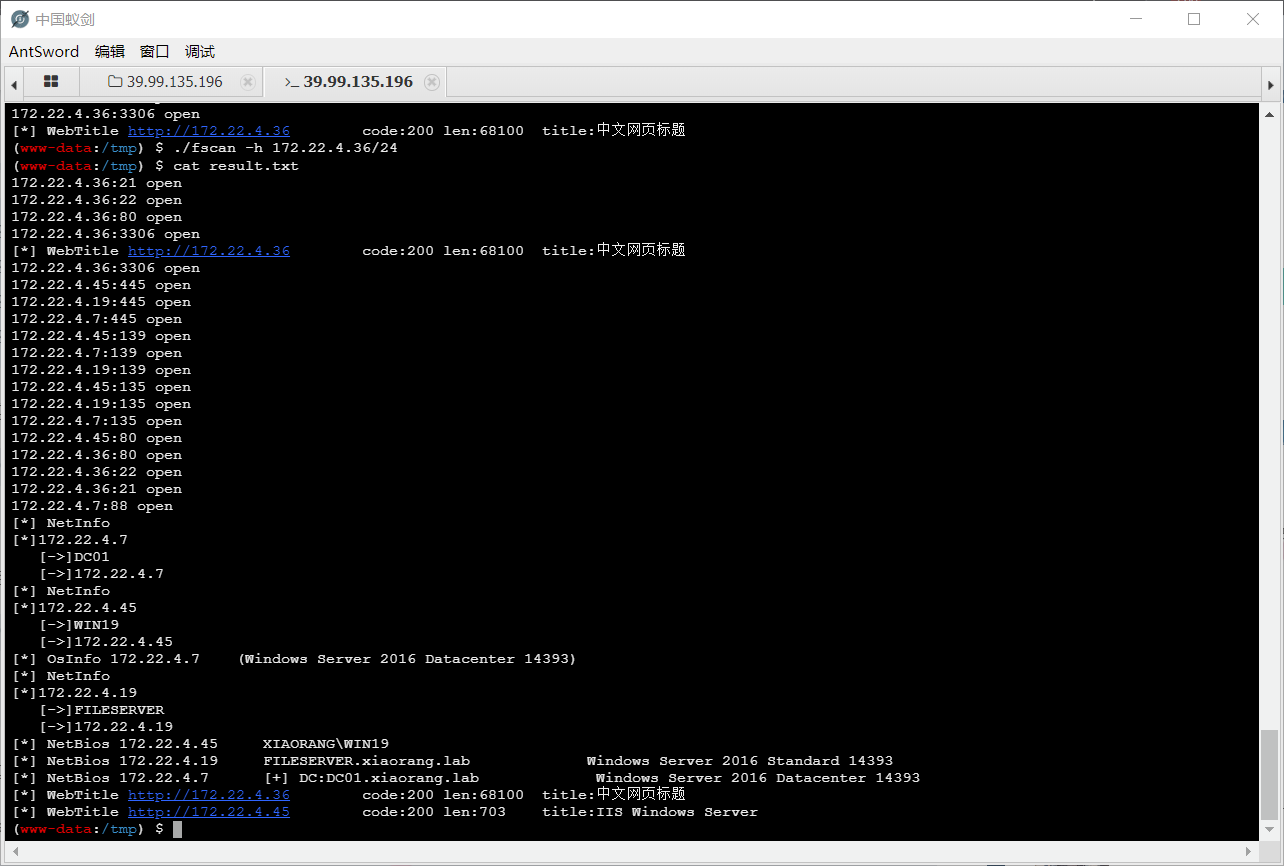 中国蚁剑
AntSword 编辑 窗口 调试
39.99.135.196 >_ 39.99.135.196
172.22.4.36:3306 open
[*] WebTitle http://172.22.4.36 code:200 len:68100 title:中文网页标题
(www-data:/tmp) $ ./fscan -h 172.22.4.36/24
(www-data:/tmp) $ cat result.txt
172.22.4.36:21 open
172.22.4.36:22 open
172.22.4.36:80 open
172.22.4.36:3306 open
[*] WebTitle http://172.22.4.36 code:200 len:68100 title:中文网页标题
172.22.4.36:3306 open
172.22.4.45:445 open
172.22.4.19:445 open
172.22.4.7:445 open
172.22.4.45:139 open
172.22.4.7:139 open
172.22.4.19:139 open
172.22.4.45:135 open
172.22.4.19:135 open
172.22.4.7:135 open
172.22.4.45:80 open
172.22.4.36:80 open
172.22.4.36:22 open
172.22.4.36:21 open
172.22.4.7:88 open
[*] NetInfo
[*]172.22.4.7
[->]DC01
[->]172.22.4.7
[*] NetInfo
[*]172.22.4.45
[->]WIN19
[->]172.22.4.45
[*] OsInfo 172.22.4.7 (Windows Server 2016 Datacenter 14393)
[*] NetInfo
[*]172.22.4.19
[->]FILESERVER
[->]172.22.4.19
[*] NetBios 172.22.4.45 XIAORANG\WIN19
[*] NetBios 172.22.4.19 FILESERVER.xiaorang.lab Windows Server 2016 Standard 14393
[*] NetBios 172.22.4.7 [+] DC:DC01.xiaorang.lab Windows Server 2016 Datacenter 14393
[*] WebTitle http://172.22.4.36 code:200 len:68100 title:中文网页标题
[*] WebTitle http://172.22.4.45 code:200 len:703 title:IIS Windows Server
(www-data:/tmp) $